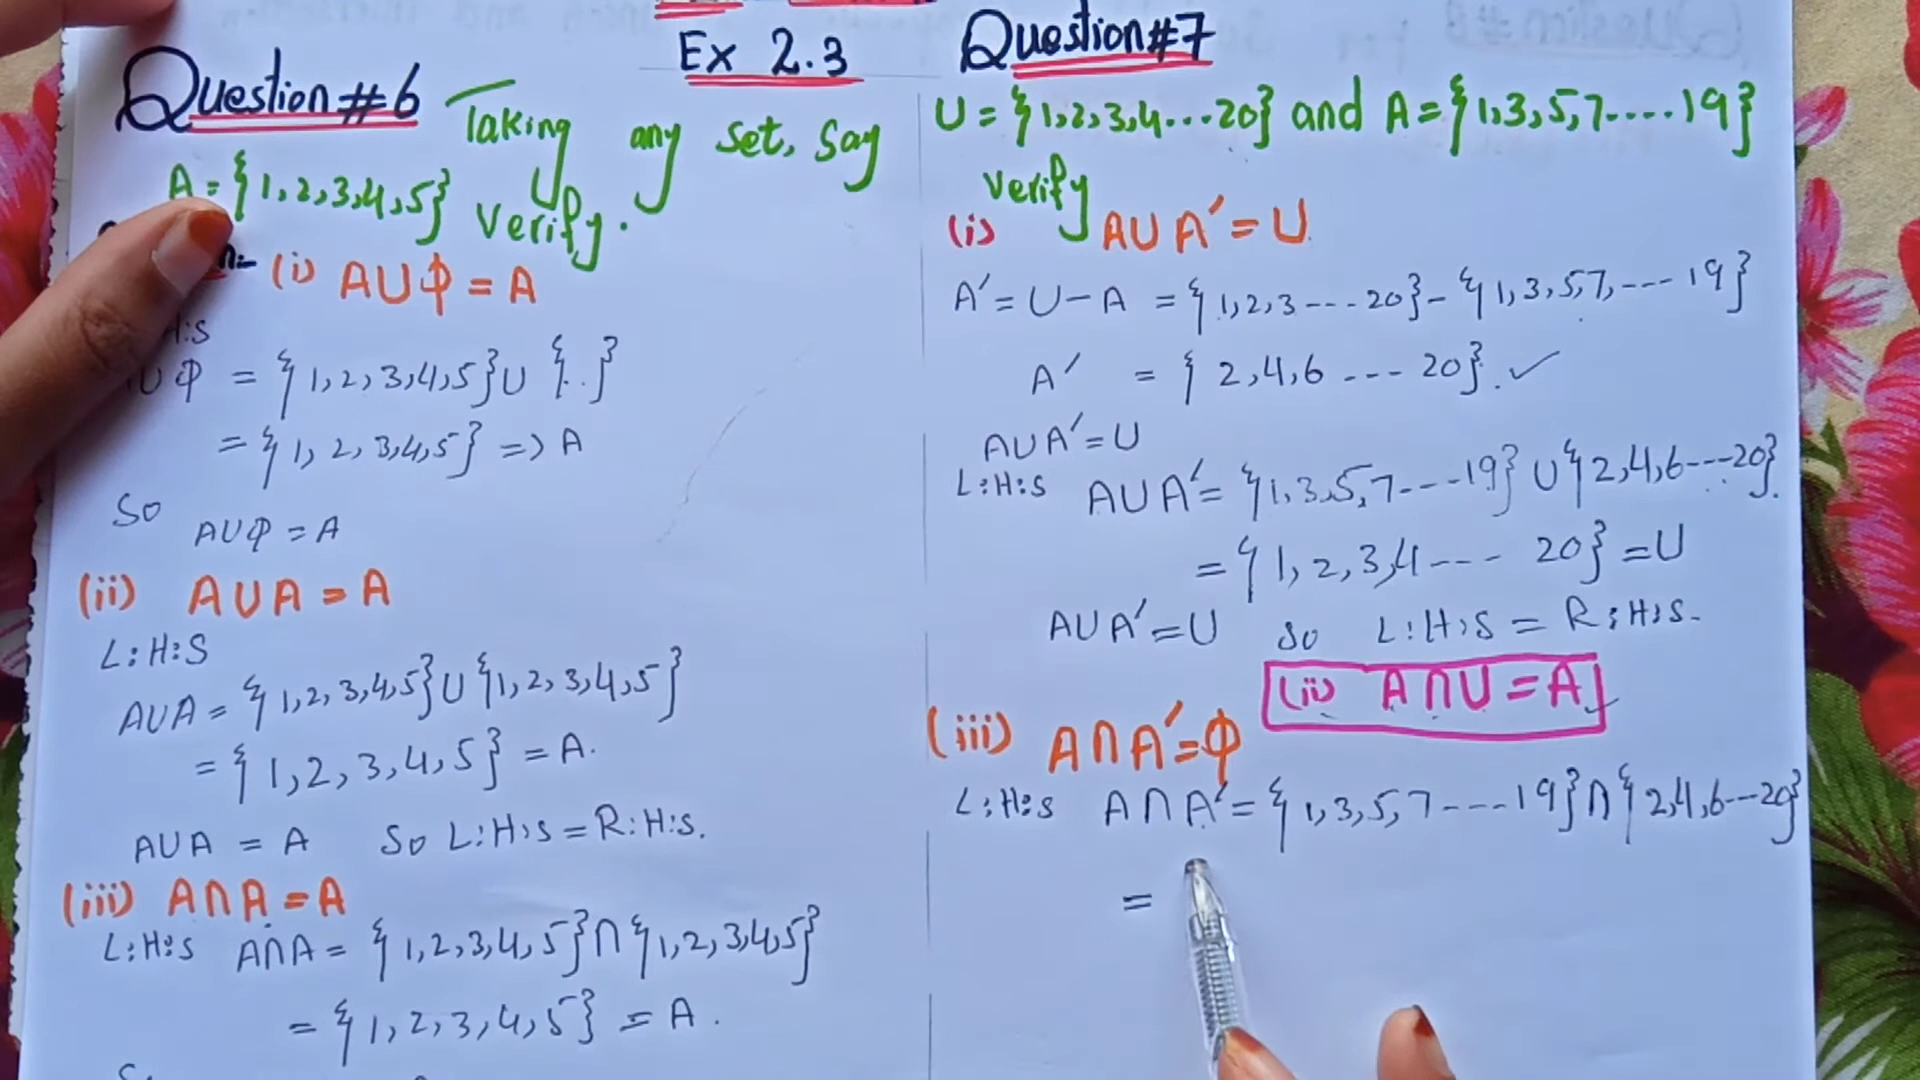 Ex 2.3
Question #6
Taking any set, say
A = {1,2,3,4,5} Verify.
(i) A∪Φ = A
H:S
∪Φ = {1,2,3,4,5}∪{..}
= {1,2,3,4,5} => A
So
A∪Φ = A
(ii) A∪A = A
L:H:S
A∪A = {1,2,3,4,5}∪{1,2,3,4,5}
= {1,2,3,4,5} = A.
A∪A = A So L:H:S = R:H:S.
(iii) A∩A = A
L:H:S A∩A = {1,2,3,4,5}∩{1,2,3,4,5}
= {1,2,3,4,5} = A.
Question #7
U = {1,2,3,4...20} and A = {1,3,5,7....19}
Verify
(i) A∪A′ = U
A′ = U − A = {1,2,3---20} − {1,3,5,7,---19}
A′ = {2,4,6---20}. ✓
A∪A′ = U
L:H:S A∪A′ = {1,3,5,7---19}∪{2,4,6---20}.
= {1,2,3,4--- 20} = U
A∪A′ = U So L:H:S = R:H:S.
(ii) A∩U = A
(iii) A∩A′ = Φ
L:H:S A∩A′ = {1,3,5,7---19}∩{2,4,6---20}
=